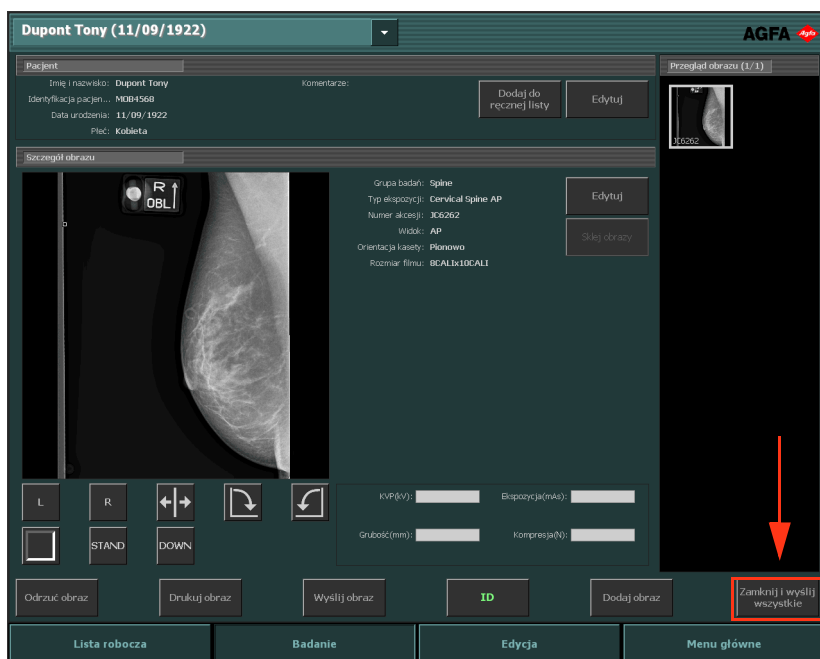 Dupont Tony (11/09/1922)
AGFA
Agfa
Pacjent
Imię i nazwisko: Dupont Tony
Komentarze:
Identyfikacja pacjen... MOB4568
Data urodzenia: 11/09/1922
Płeć: Kobieta
Dodaj do
ręcznej listy
Edytuj
Przegląd obrazu (1/1)
JC6262
Szczegół obrazu
R
OBL
Grupa badań: Spine
Typ ekspozycji: Cervical Spine AP
Numer akcesji: JC6262
Widok: AP
Orientacja kasety: Pionowo
Rozmiar filmu: 8CALIx10CALI
Edytuj
Sklej obrazy
L
R
STAND
DOWN
KVP(kV):
Ekspozycja(mAs):
Grubość(mm):
Kompresja(N):
Odrzuć obraz
Drukuj obraz
Wyślij obraz
ID
Dodaj obraz
Zamknij i wyślij
wszystkie
Lista robocza
Badanie
Edycja
Menu główne